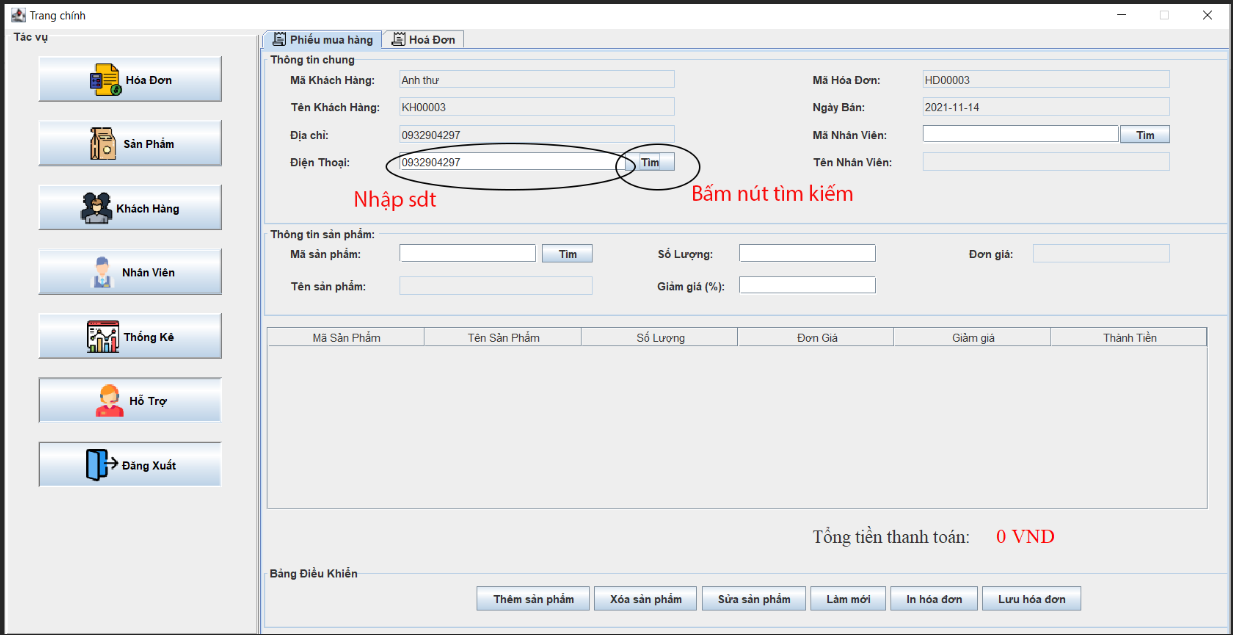 Trang chính
Tác vụ
Hóa Đơn
Sản Phẩm
Khách Hàng
Nhân Viên
Thống Kê
Hỗ Trợ
Đăng Xuất
Phiếu mua hàng Hoá Đơn
Thông tin chung
Mã Khách Hàng: Anh thư Mã Hóa Đơn: HD00003
Tên Khách Hàng: KH00003 Ngày Bán: 2021-11-14
Địa chỉ: 0932904297 Mã Nhân Viên: Tìm
Điện Thoại: 0932904297 Tìm Tên Nhân Viên:
Nhập sdt Bấm nút tìm kiếm
Thông tin sản phẩm:
Mã sản phẩm: Tìm Số Lượng: Đơn giá:
Tên sản phẩm: Giảm giá (%):
Mã Sản Phẩm Tên Sản Phẩm Số Lượng Đơn Giá Giảm giá Thành Tiền
Tổng tiền thanh toán: 0 VND
Bảng Điều Khiển
Thêm sản phẩm Xóa sản phẩm Sửa sản phẩm Làm mới In hóa đơn Lưu hóa đơn